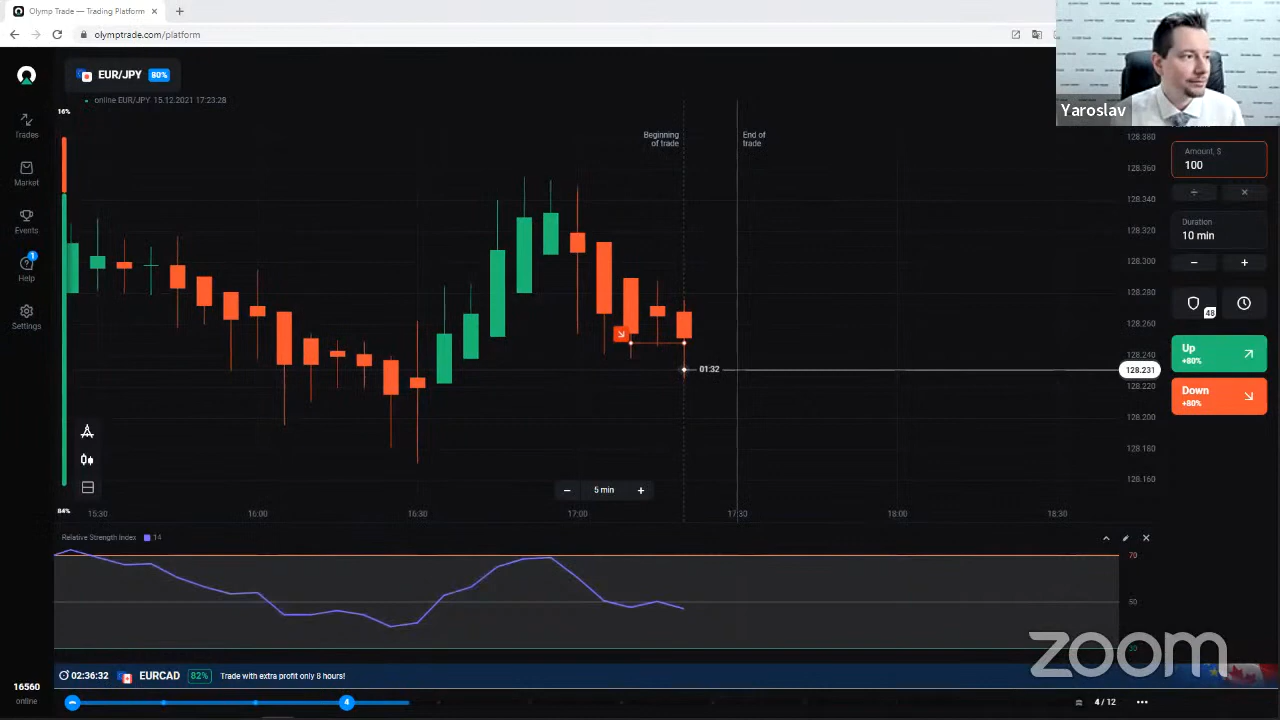 Olymp Trade — Trading Platform
olymptrade.com/platform
Yaroslav
EUR/JPY 80%
online EUR/JPY 15.12.2021 17:23:28
16%
Trades
Market
Events
1
Help
Settings
Beginning
of trade
End of
trade
128.380
128.360
128.340
128.320
128.300
128.280
128.260
128.240
128.231
128.220
128.200
128.180
128.160
01:32
Amount, $
100
Duration
10 min
48
Up
+80%
Down
+80%
5 min
84%
15:30 16:00 16:30 17:00 17:30 18:00 18:30
Relative Strength Index 14
70
50
30
zoom
02:36:32 EURCAD 82% Trade with extra profit only 8 hours!
16560
online
4
4/12